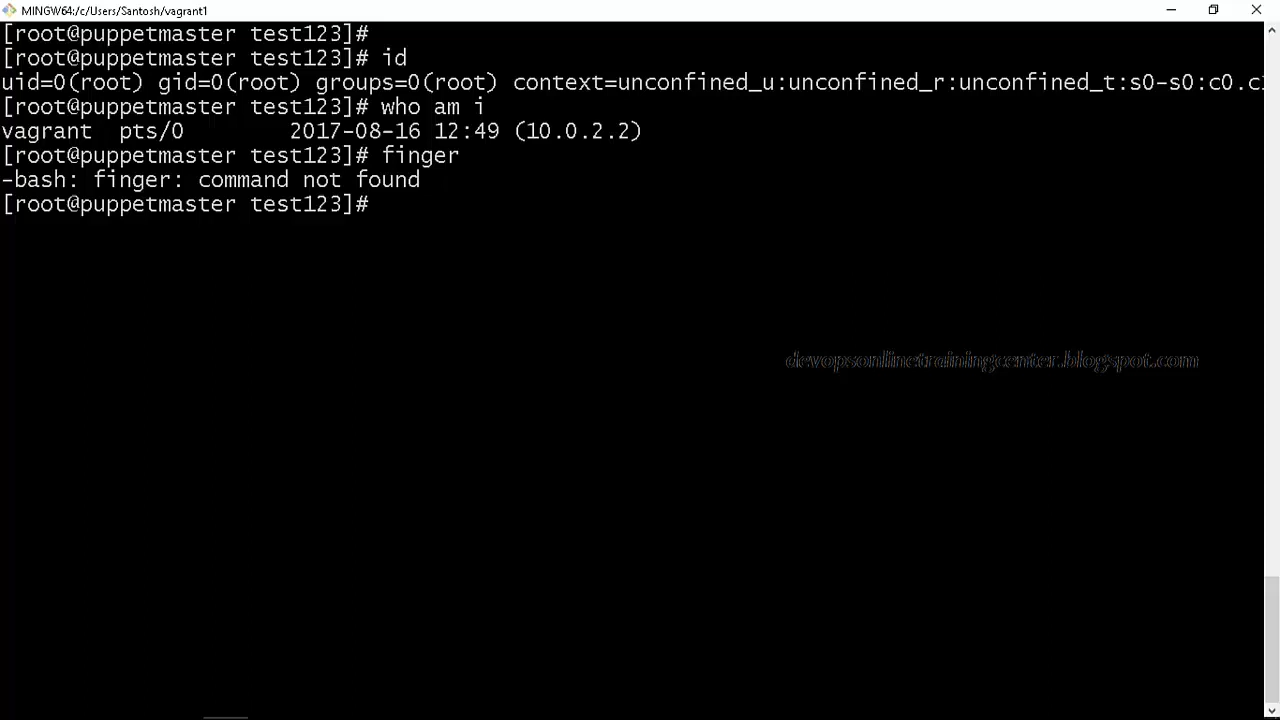 MINGW64:/c/Users/Santosh/vagrant1
[root@puppetmaster test123]#
[root@puppetmaster test123]# id
uid=0(root) gid=0(root) groups=0(root) context=unconfined_u:unconfined_r:unconfined_t:s0-s0:c0.c
[root@puppetmaster test123]# who am i
vagrant  pts/0        2017-08-16 12:49 (10.0.2.2)
[root@puppetmaster test123]# finger
-bash: finger: command not found
[root@puppetmaster test123]#
devopsonlinetrainingcenter.blogspot.com